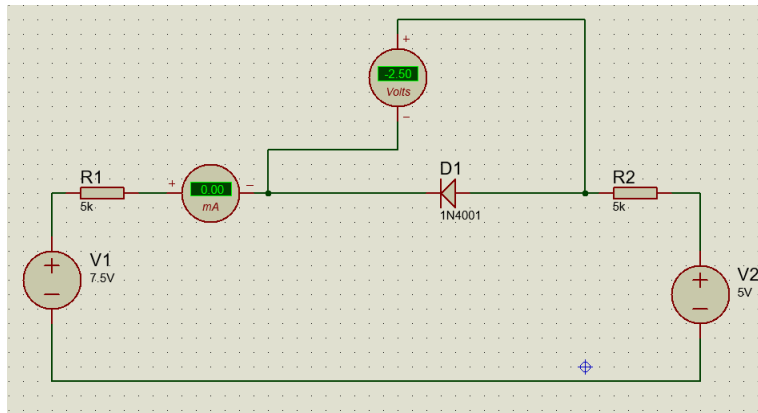 +
-2.50
Volts
−
R1
5k
+
0.00
mA
−
D1
1N4001
R2
5k
V1
7.5V
+
−
V2
5V
+
−